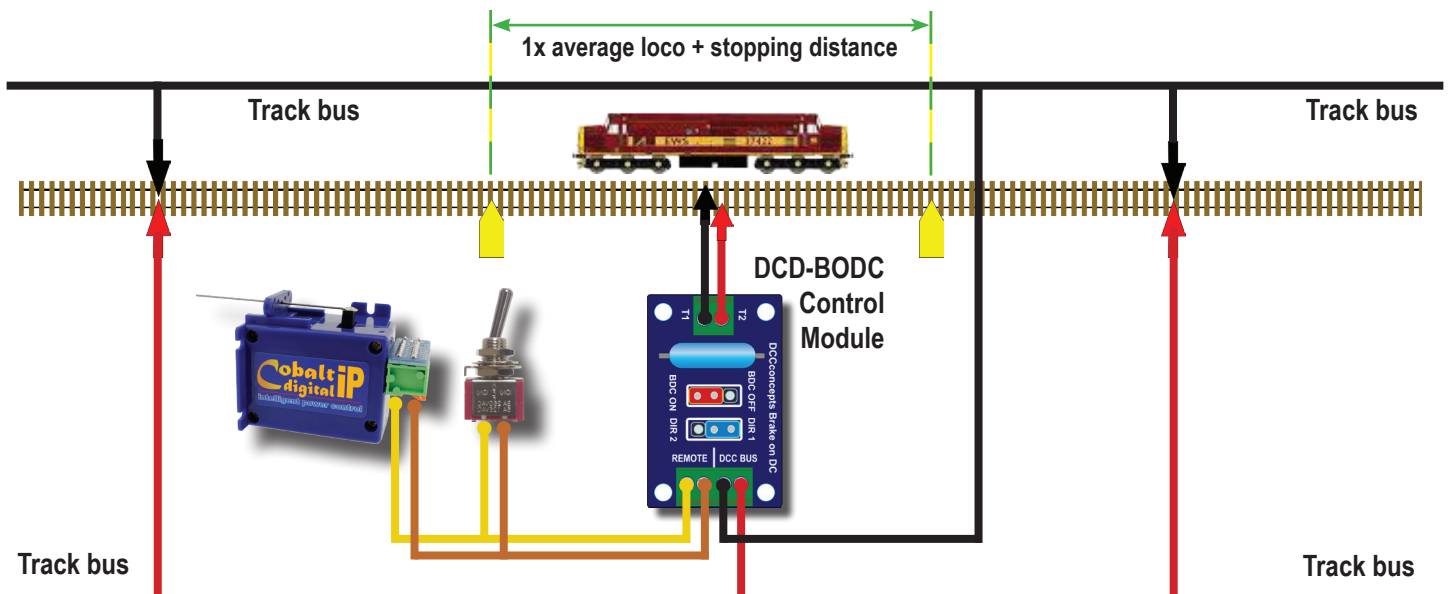 1x average loco + stopping distance
Track bus
Track bus
EWS 37422
DCD-BODC
Control
Module
T1
T2
DCCconcepts Brake on DC
BDC ON
BDC OFF
DIR 2
DIR 1
REMOTE
DCC BUS
Cobalt iP
digital
intelligent power control
Track bus
Track bus